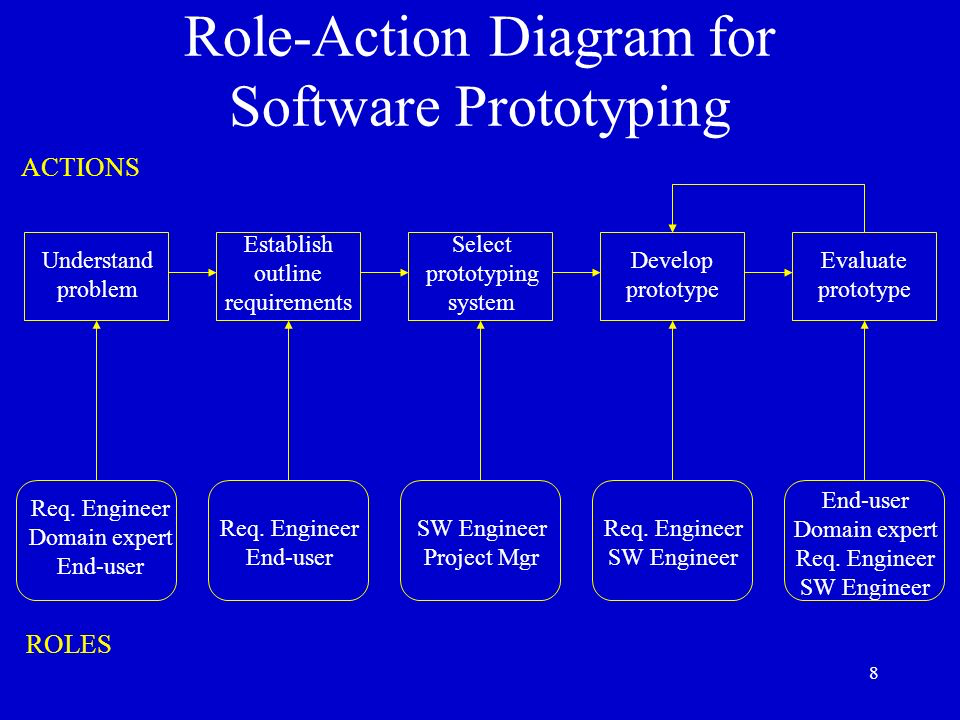 Role-Action Diagram for
Software Prototyping
ACTIONS
Understand
problem
Establish
outline
requirements
Select
prototyping
system
Develop
prototype
Evaluate
prototype
Req. Engineer
Domain expert
End-user
Req. Engineer
End-user
SW Engineer
Project Mgr
Req. Engineer
SW Engineer
End-user
Domain expert
Req. Engineer
SW Engineer
ROLES
8